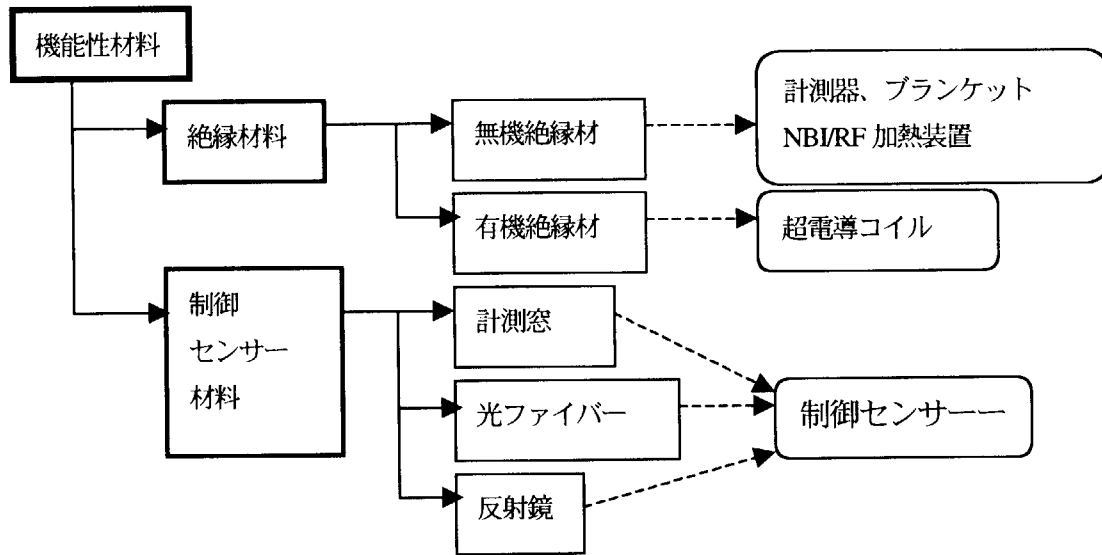 機能性材料
絶縁材料
無機絶縁材
計測器、ブランケット
NBI/RF 加熱装置
有機絶縁材
超電導コイル
制御
センサー
材料
計測窓
光ファイバー
制御センサーー
反射鏡